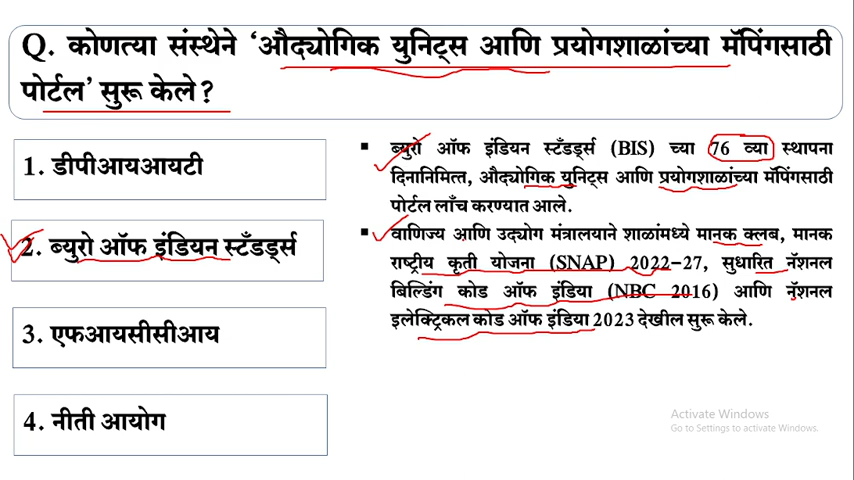 Q. कोणत्या संस्थेने ‘औद्योगिक युनिट्स आणि प्रयोगशाळांच्या मॅपिंगसाठी
पोर्टल’ सुरू केले?
1. डीपीआयआयटी
2. ब्युरो ऑफ इंडियन स्टँडर्ड्स
3. एफआयसीसीआय
4. नीती आयोग
▪ ब्युरो ऑफ इंडियन स्टँडर्ड्स (BIS) च्या 76 व्या स्थापना
दिनानिमित्त, औद्योगिक युनिट्स आणि प्रयोगशाळांच्या मॅपिंगसाठी
पोर्टल लाँच करण्यात आले.
▪ वाणिज्य आणि उद्योग मंत्रालयाने शाळांमध्ये मानक क्लब, मानक
राष्ट्रीय कृती योजना (SNAP) 2022-27, सुधारित नॅशनल
बिल्डिंग कोड ऑफ इंडिया (NBC 2016) आणि नॅशनल
इलेक्ट्रिकल कोड ऑफ इंडिया 2023 देखील सुरू केले.
Activate Windows
Go to Settings to activate Windows.